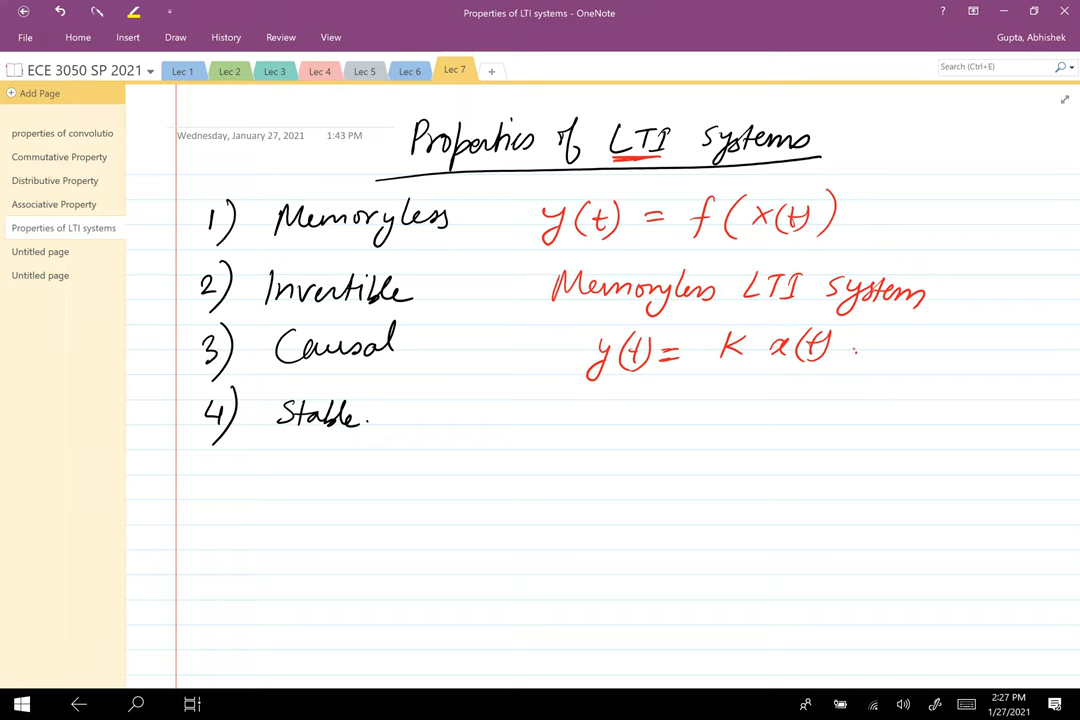 Properties of LTI systems - OneNote
?
File Home Insert Draw History Review View
Gupta, Abhishek
ECE 3050 SP 2021
Lec 1 Lec 2 Lec 3 Lec 4 Lec 5 Lec 6 Lec 7 +
Search (Ctrl+E)
Add Page
properties of convolutio
Commutative Property
Distributive Property
Associative Property
Properties of LTI systems
Untitled page
Untitled page
Wednesday, January 27, 2021 1:43 PM
Properties of LTI systems
1) Memoryless y(t) = f(x(t))
2) Invertible Memoryless LTI system
3) Causal y(t) = K x(t).
4) Stable.
2:27 PM
1/27/2021